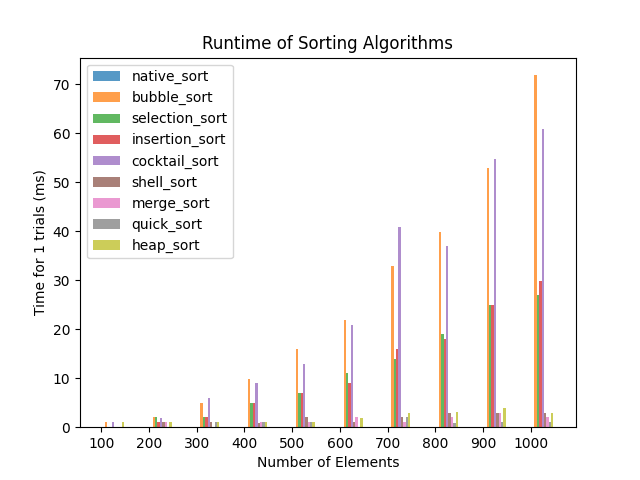 Runtime of Sorting Algorithms
native_sort
bubble_sort
selection_sort
insertion_sort
cocktail_sort
shell_sort
merge_sort
quick_sort
heap_sort
Time for 1 trials (ms)
70
60
50
40
30
20
10
0
100 200 300 400 500 600 700 800 900 1000
Number of Elements